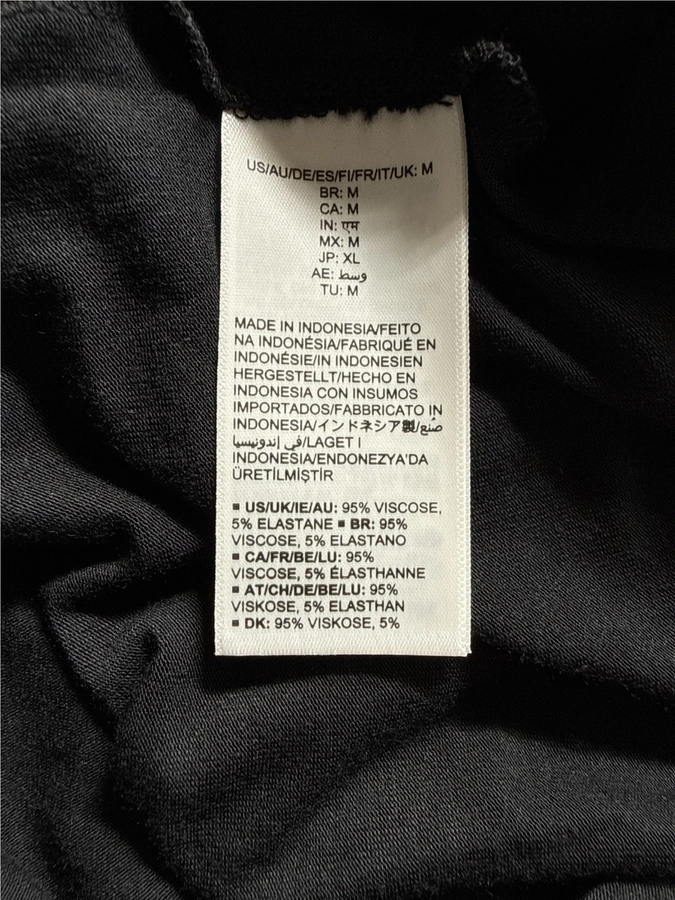 US/AU/DE/ES/FI/FR/IT/UK: M
BR: M
CA: M
IN: एम
MX: M
JP: XL
AE: وسط
TU: M
MADE IN INDONESIA/FEITO
NA INDONÉSIA/FABRIQUÉ EN
INDONÉSIE/IN INDONESIEN
HERGESTELLT/HECHO EN
INDONESIA CON INSUMOS
IMPORTADOS/FABBRICATO IN
INDONESIA/インドネシア製/صُنع
في إندونيسيا/LAGET I
INDONESIA/ENDONEZYA'DA
ÜRETİLMİŞTİR
▪ US/UK/IE/AU: 95% VISCOSE,
5% ELASTANE ▪ BR: 95%
VISCOSE, 5% ELASTANO
▪ CA/FR/BE/LU: 95%
VISCOSE, 5% ÉLASTHANNE
▪ AT/CH/DE/BE/LU: 95%
VISKOSE, 5% ELASTHAN
▪ DK: 95% VISKOSE, 5%